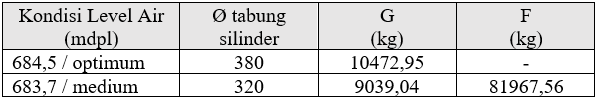 Kondisi Level Air Ø tabung G F
(mdpl) silinder (kg) (kg)
684,5 / optimum 380 10472,95 -
683,7 / medium 320 9039,04 81967,56